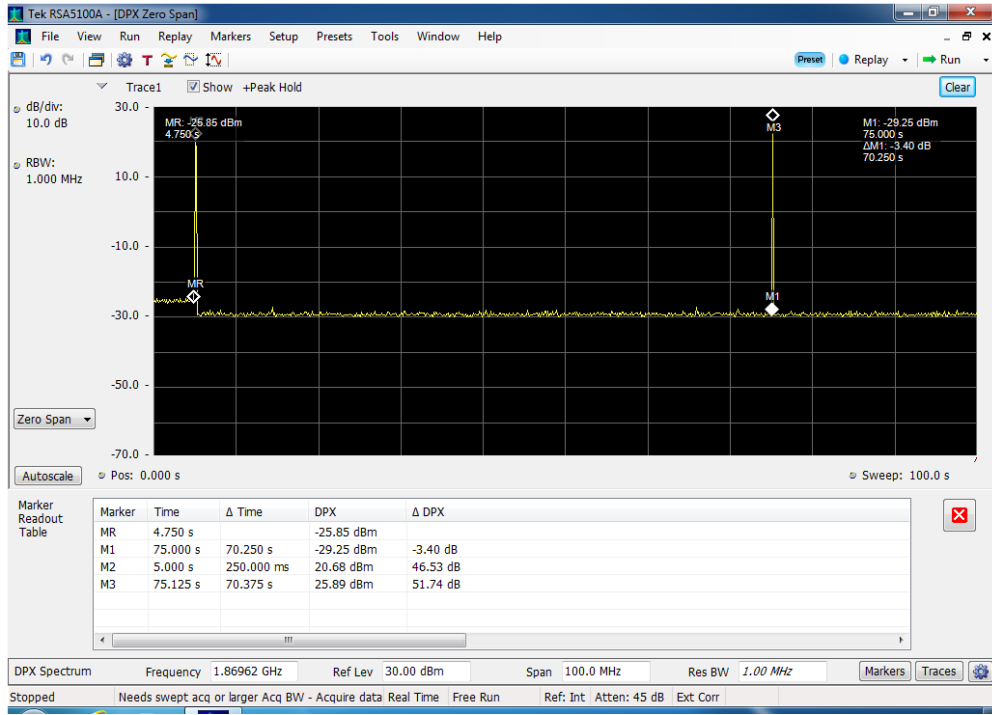 Tek RSA5100A - [DPX Zero Span]
File View Run Replay Markers Setup Presets Tools Window Help
T Preset Replay Run
Trace1 Show +Peak Hold Clear
dB/div:
10.0 dB
RBW:
1.000 MHz
30.0 -
10.0 -
-10.0 -
-30.0 -
-50.0 -
-70.0 -
MR: -25.85 dBm
4.750 s
M3
M1: -29.25 dBm
75.000 s
ΔM1: -3.40 dB
70.250 s
MR
M1
Zero Span
Autoscale Pos: 0.000 s Sweep: 100.0 s
Marker
Readout
Table
Marker Time Δ Time DPX Δ DPX
MR 4.750 s -25.85 dBm
M1 75.000 s 70.250 s -29.25 dBm -3.40 dB
M2 5.000 s 250.000 ms 20.68 dBm 46.53 dB
M3 75.125 s 70.375 s 25.89 dBm 51.74 dB
DPX Spectrum Frequency 1.86962 GHz Ref Lev 30.00 dBm Span 100.0 MHz Res BW 1.00 MHz Markers Traces
Stopped Needs swept acq or larger Acq BW - Acquire data Real Time Free Run Ref: Int Atten: 45 dB Ext Corr